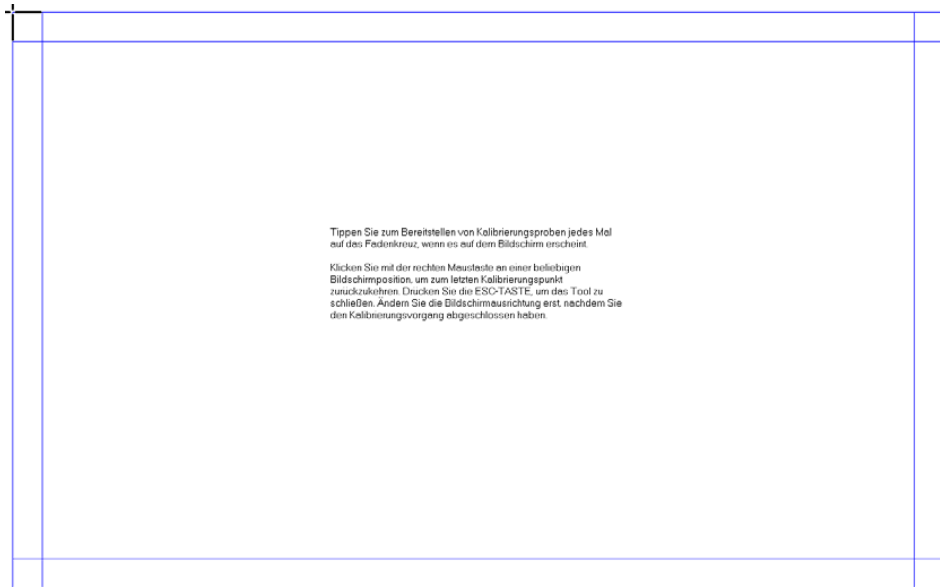 Tippen Sie zum Bereitstellen von Kalibrierungsproben jedes Mal
auf das Fadenkreuz, wenn es auf dem Bildschirm erscheint.
Klicken Sie mit der rechten Maustaste an einer beliebigen
Bildschirmposition, um zum letzten Kalibrierungspunkt
zurückzukehren. Drücken Sie die ESC-TASTE, um das Tool zu
schließen. Ändern Sie die Bildschirmausrichtung erst, nachdem Sie
den Kalibrierungsvorgang abgeschlossen haben.